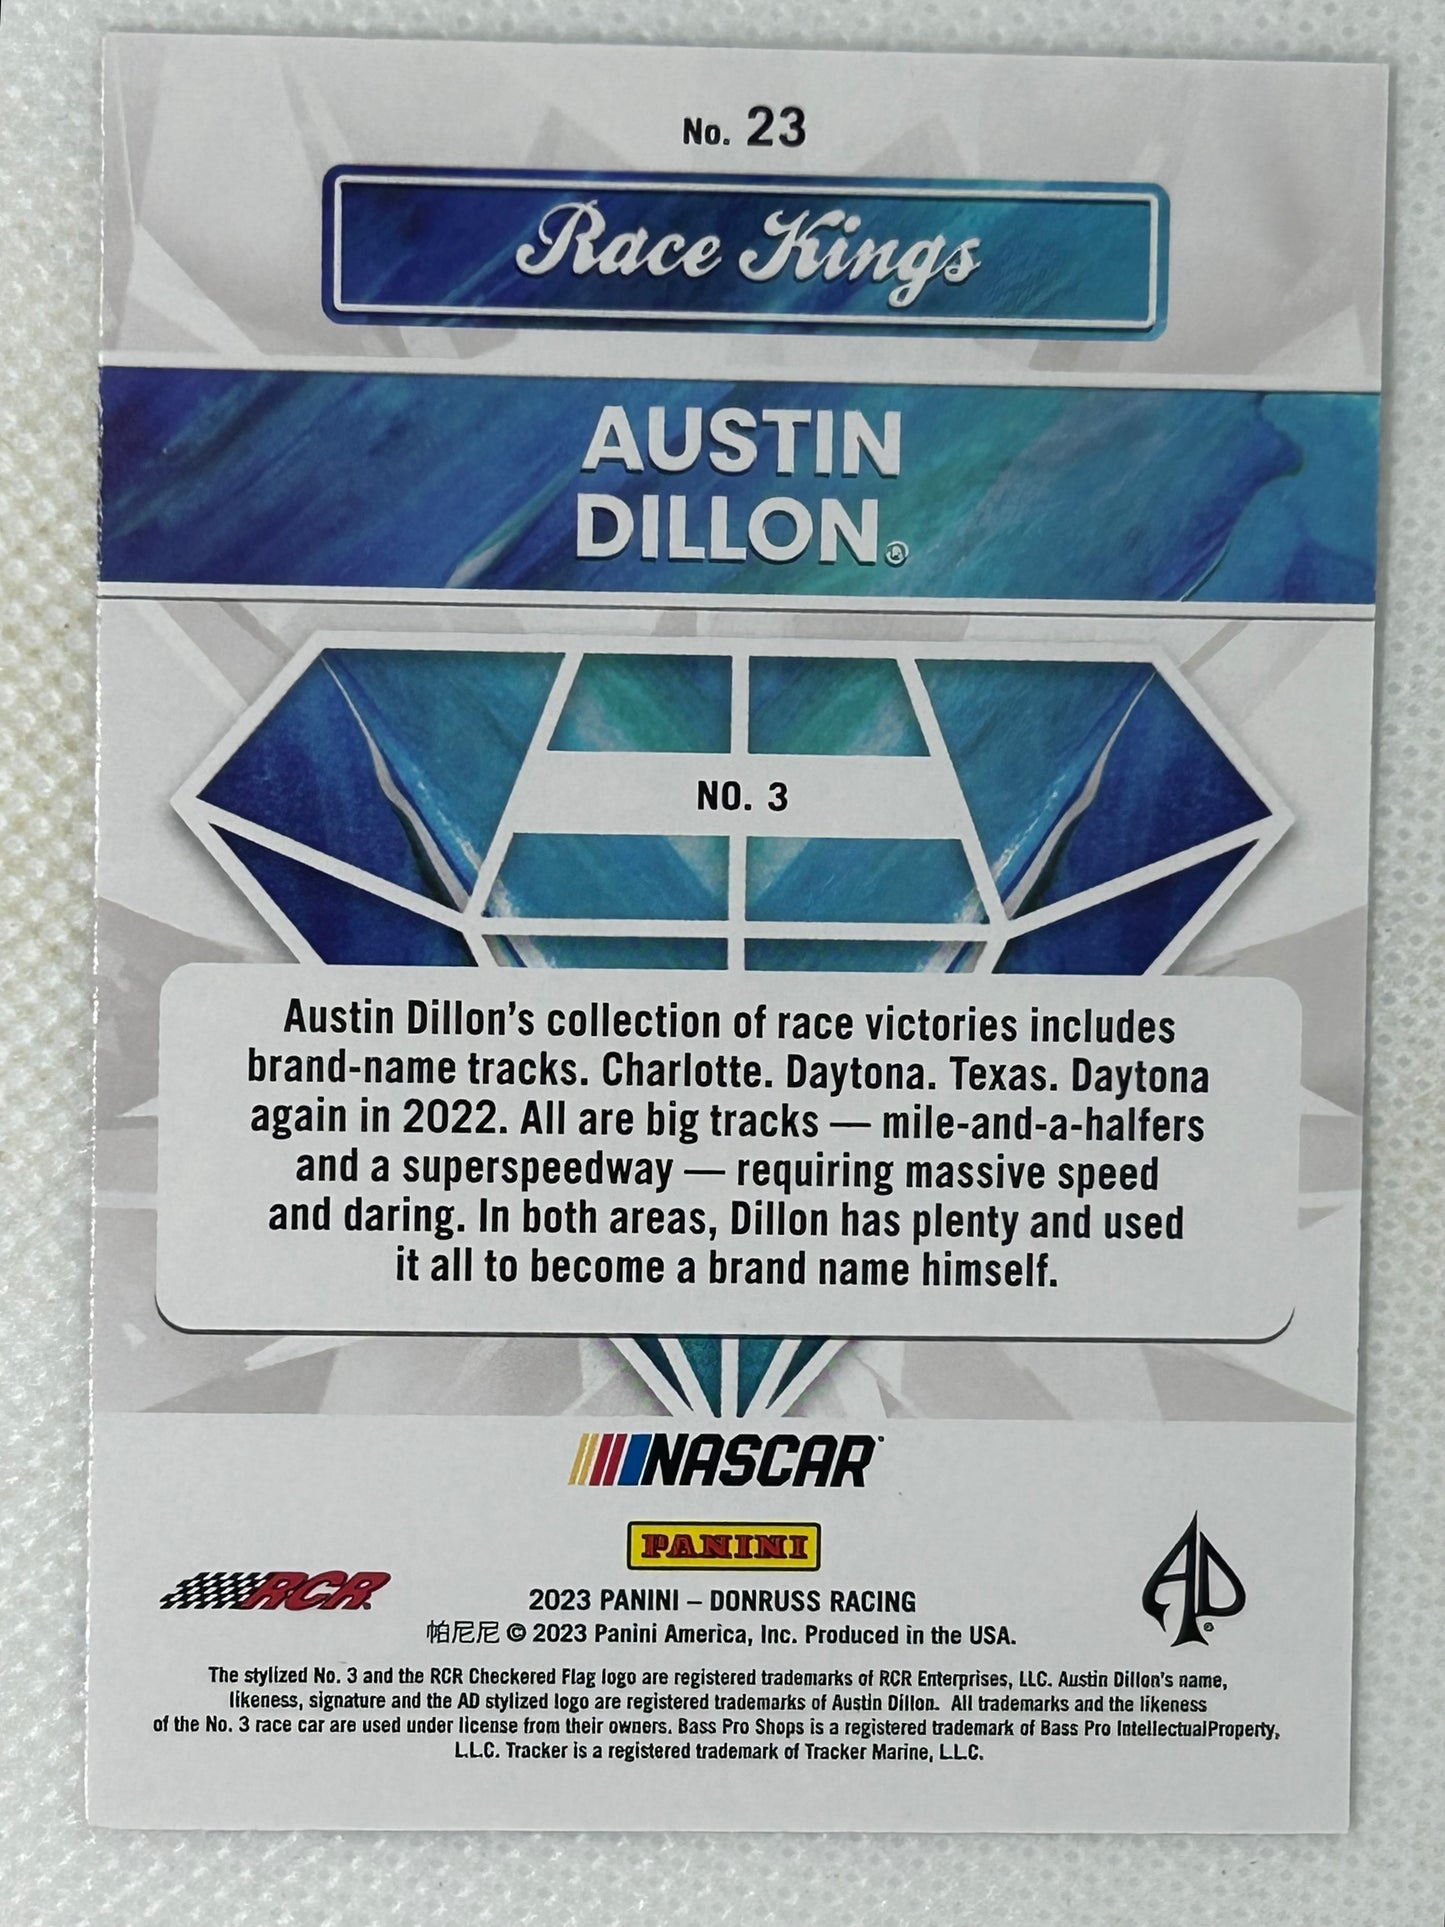 No. 23
Race Kings
AUSTIN
DILLON®
NO. 3
Austin Dillon's collection of race victories includes
brand-name tracks. Charlotte. Daytona. Texas. Daytona
again in 2022. All are big tracks — mile-and-a-halfers
and a superspeedway — requiring massive speed
and daring. In both areas, Dillon has plenty and used
it all to become a brand name himself.
NASCAR
PANINI
RCR
AD
2023 PANINI – DONRUSS RACING
帕尼尼 © 2023 Panini America, Inc. Produced in the USA.
The stylized No. 3 and the RCR Checkered Flag logo are registered trademarks of RCR Enterprises, LLC. Austin Dillon's name,
likeness, signature and the AD stylized logo are registered trademarks of Austin Dillon. All trademarks and the likeness
of the No. 3 race car are used under license from their owners. Bass Pro Shops is a registered trademark of Bass Pro IntellectualProperty,
L.L.C. Tracker is a registered trademark of Tracker Marine, L.L.C.